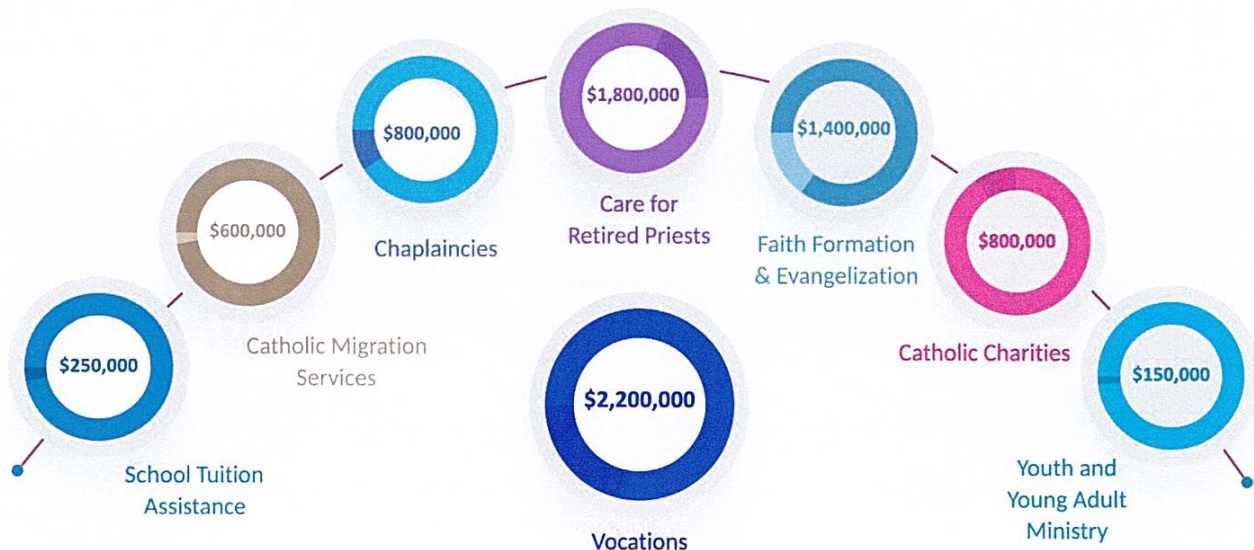 $250,000
School Tuition
Assistance
$600,000
Catholic Migration
Services
$800,000
Chaplaincies
$1,800,000
Care for
Retired Priests
$1,400,000
Faith Formation
& Evangelization
$800,000
Catholic Charities
$150,000
Youth and
Young Adult
Ministry
$2,200,000
Vocations